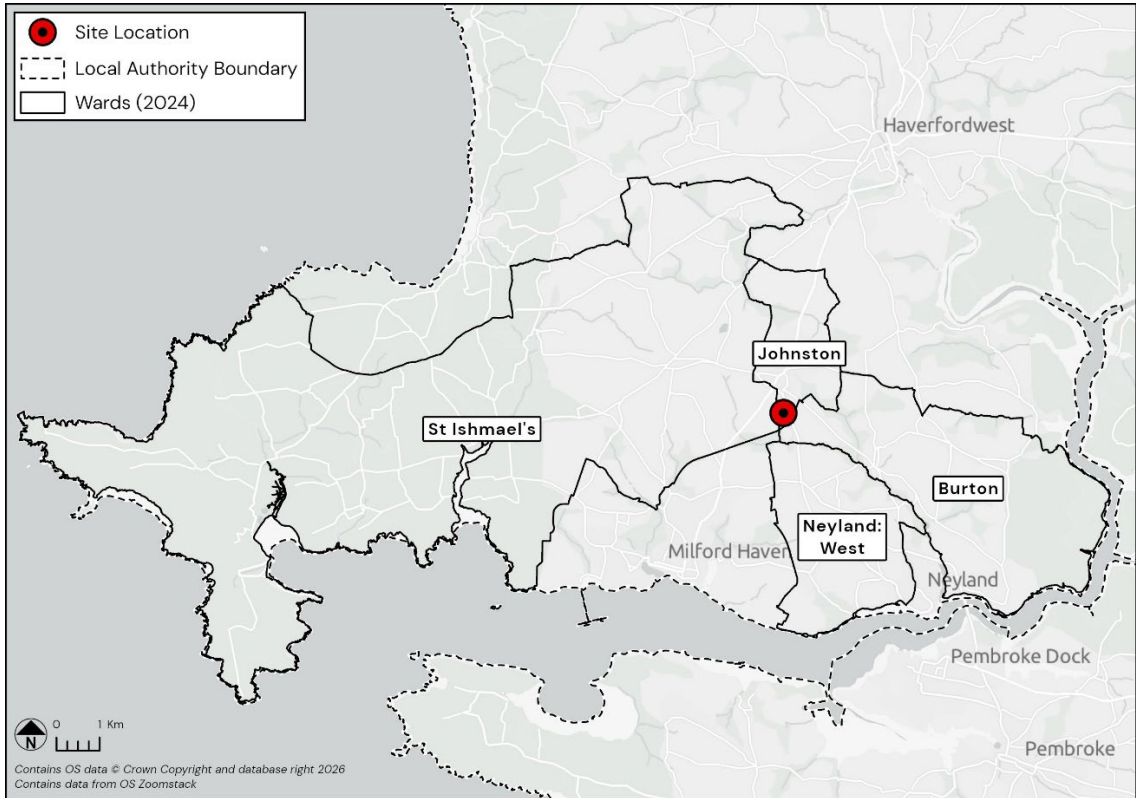 Site Location
Local Authority Boundary
Wards (2024)
Haverfordwest
Johnston
St Ishmael's
Burton
Neyland:
West
Milford Haven
Neyland
Pembroke Dock
Pembroke
N
0 1 Km
Contains OS data © Crown Copyright and database right 2026
Contains data from OS Zoomstack